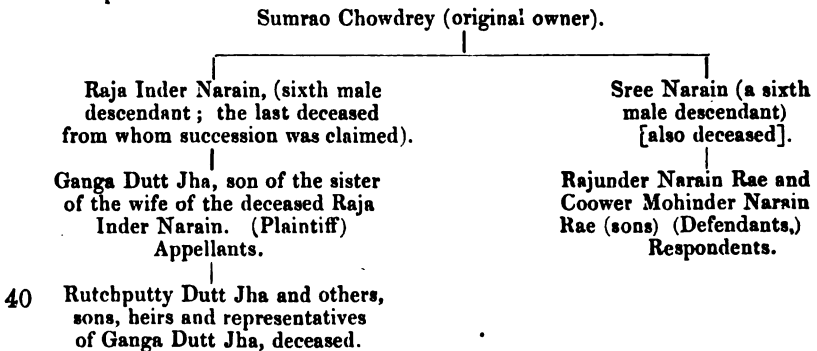 Sumrao Chowdrey (original owner).
Raja Inder Narain, (sixth male
descendant; the last deceased
from whom succession was claimed).
Ganga Dutt Jha, son of the sister
of the wife of the deceased Raja
Inder Narain. (Plaintiff)
Appellants.
40 Rutchputty Dutt Jha and others,
sons, heirs and representatives
of Ganga Dutt Jha, deceased.
Sree Narain (a sixth
male descendant)
[also deceased].
Rajunder Narain Rae and
Coower Mohinder Narain
Rae (sons) (Defendants,)
Respondents.